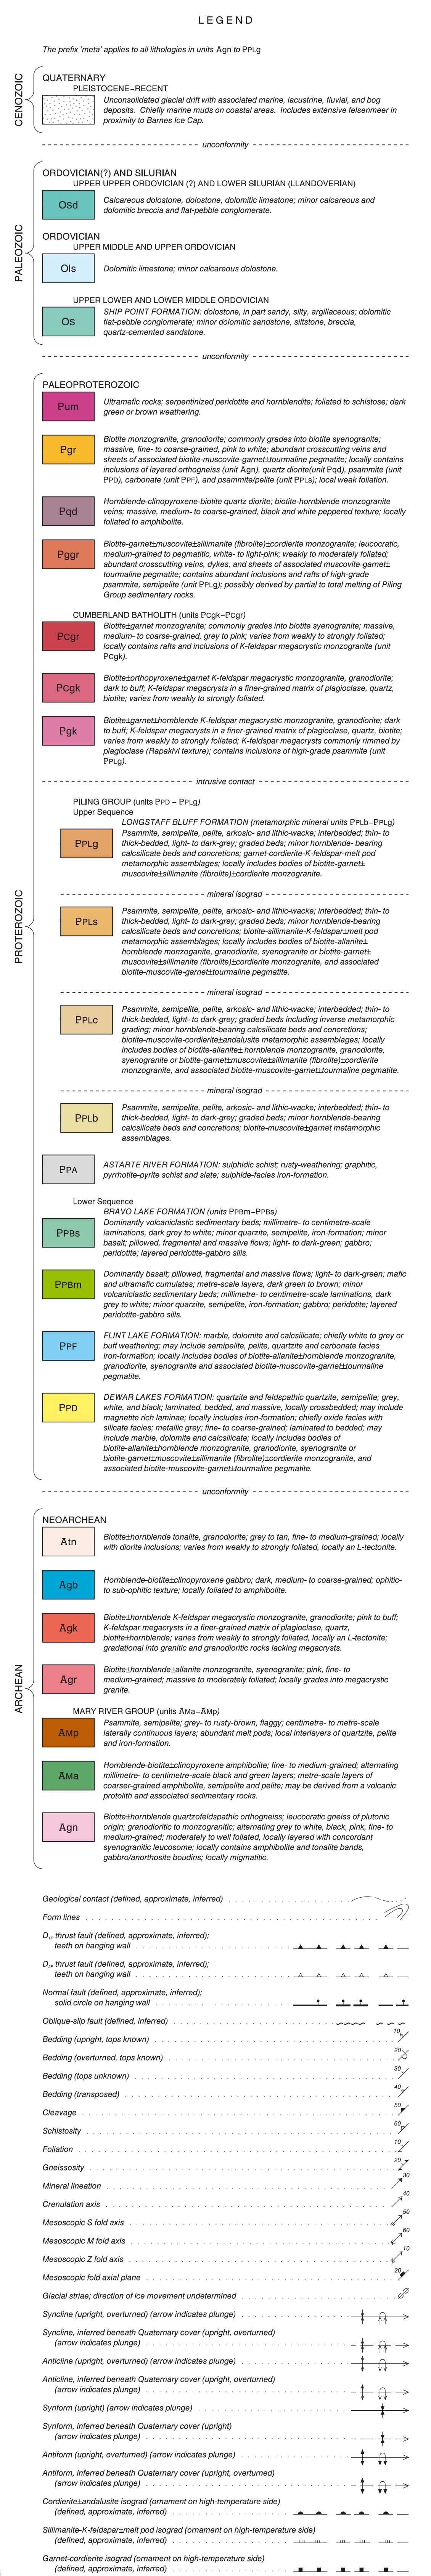 LEGEND
The prefix 'meta' applies to all lithologies in units Agn to PPLg
CENOZOIC
QUATERNARY
PLEISTOCENE–RECENT
Unconsolidated glacial drift with associated marine, lacustrine, fluvial, and bog
deposits. Chiefly marine muds on coastal areas. Includes extensive felsenmeer in
proximity to Barnes Ice Cap.
unconformity
PALEOZOIC
ORDOVICIAN(?) AND SILURIAN
UPPER UPPER ORDOVICIAN (?) AND LOWER SILURIAN (LLANDOVERIAN)
OSd
Calcareous dolostone, dolostone, dolomitic limestone; minor calcareous and
dolomitic breccia and flat-pebble conglomerate.
ORDOVICIAN
UPPER MIDDLE AND UPPER ORDOVICIAN
Ols
Dolomitic limestone; minor calcareous dolostone.
UPPER LOWER AND LOWER MIDDLE ORDOVICIAN
OS
SHIP POINT FORMATION: dolostone, in part sandy, silty, argillaceous; dolomitic
flat-pebble conglomerate; minor dolomitic sandstone, siltstone, breccia,
quartz-cemented sandstone.
unconformity
PROTEROZOIC
PALEOPROTEROZOIC
Pum
Ultramafic rocks; serpentinized peridotite and hornblendite; foliated to schistose; dark
green or brown weathering.
Pgr
Biotite monzogranite, granodiorite; commonly grades into biotite syenogranite;
massive, fine- to coarse-grained, pink to white; abundant crosscutting veins and
sheets of associated biotite-muscovite-garnet±tourmaline pegmatite; locally contains
inclusions of layered orthogneiss (unit Agn), quartz diorite(unit Pqd), psammite (unit
PPD), carbonate (unit PPF), and psammite/pelite (unit PPLs); local weak foliation.
Pqd
Hornblende-clinopyroxene-biotite quartz diorite; biotite-hornblende monzogranite
veins; massive, medium- to coarse-grained, black and white peppered texture; locally
foliated to amphibolite.
Pggr
Biotite-garnet±muscovite±sillimanite (fibrolite)±cordierite monzogranite; leucocratic,
medium-grained to pegmatitic, white- to light-pink; weakly to moderately foliated;
abundant crosscutting veins, dykes, and sheets of associated muscovite-garnet±
tourmaline pegmatite; contains abundant inclusions and rafts of high-grade
psammite, semipelite (unit PPLg); possibly derived by partial to total melting of Piling
Group sedimentary rocks.
CUMBERLAND BATHOLITH (units PCgk–PCgr)
PCgr
Biotite±garnet monzogranite; commonly grades into biotite syenogranite; massive,
medium- to coarse-grained, grey to pink; varies from weakly to strongly foliated;
locally contains rafts and inclusions of K-feldspar megacrystic monzogranite (unit
PCgk).
PCgk
Biotite±orthopyroxene±garnet K-feldspar megacrystic monzogranite, granodiorite;
dark to buff; K-feldspar megacrysts in a finer-grained matrix of plagioclase, quartz,
biotite; varies from weakly to strongly foliated.
Pgk
Biotite±garnet±hornblende K-feldspar megacrystic monzogranite, granodiorite; dark
to buff; K-feldspar megacrysts in a finer-grained matrix of plagioclase, quartz, biotite;
varies from weakly to strongly foliated; K-feldspar megacrysts commonly rimmed by
plagioclase (Rapakivi texture); contains inclusions of high-grade psammite (unit
PPLg).
intrusive contact
PILING GROUP (units PPD – PPLg)
Upper Sequence
LONGSTAFF BLUFF FORMATION (metamorphic mineral units PPLb–PPLg)
PPLg
Psammite, semipelite, pelite, arkosic- and lithic-wacke; interbedded; thin- to
thick-bedded, light- to dark-grey; graded beds; minor hornblende- bearing
calcsilicate beds and concretions; garnet-cordierite-K-feldspar-melt pod
metamorphic assemblages; locally includes bodies of biotite-garnet±
muscovite±sillimanite (fibrolite)±cordierite monzogranite.
mineral isograd
PPLs
Psammite, semipelite, pelite, arkosic- and lithic-wacke; interbedded; thin- to
thick-bedded, light- to dark-grey; graded beds; minor hornblende-bearing
calcsilicate beds and concretions; biotite-sillimanite-K-feldspar±melt pod
metamorphic assemblages; locally includes bodies of biotite-allanite±
hornblende monzogranite, granodiorite, syenogranite or biotite-garnet±
muscovite±sillimanite (fibrolite)±cordierite monzogranite, and associated
biotite-muscovite-garnet±tourmaline pegmatite.
mineral isograd
PPLc
Psammite, semipelite, pelite, arkosic- and lithic-wacke; interbedded; thin- to
thick-bedded, light- to dark-grey; graded beds including inverse metamorphic
grading; minor hornblende-bearing calcsilicate beds and concretions;
biotite-muscovite-cordierite±andalusite metamorphic assemblages; locally
includes bodies of biotite-allanite± hornblende monzogranite, granodiorite,
syenogranite or biotite-garnet±muscovite±sillimanite (fibrolite)±cordierite
monzogranite, and associated biotite-muscovite-garnet±tourmaline pegmatite.
mineral isograd
PPLb
Psammite, semipelite, pelite, arkosic- and lithic-wacke; interbedded; thin- to
thick-bedded, light- to dark-grey; graded beds; minor hornblende-bearing
calcsilicate beds and concretions; biotite-muscovite±garnet metamorphic
assemblages.
PPA
ASTARTE RIVER FORMATION: sulphidic schist; rusty-weathering; graphitic,
pyrrhotite-pyrite schist and slate; sulphide-facies iron-formation.
Lower Sequence
BRAVO LAKE FORMATION (units PPBm–PPBs)
PPBs
Dominantly volcaniclastic sedimentary beds; millimetre- to centimetre-scale
laminations, dark grey to white; minor quartzite, semipelite, iron-formation; minor
basalt; pillowed, fragmental and massive flows; light- to dark-green; gabbro;
peridotite; layered peridotite-gabbro sills.
PPBm
Dominantly basalt; pillowed, fragmental and massive flows; light- to dark-green; mafic
and ultramafic cumulates; metre-scale layers, dark green to brown; minor
volcaniclastic sedimentary beds; millimetre- to centimetre-scale laminations, dark
grey to white; minor quartzite, semipelite, iron-formation; gabbro; peridotite; layered
peridotite-gabbro sills.
PPF
FLINT LAKE FORMATION: marble, dolomite and calcsilicate; chiefly white to grey or
buff weathering; may include semipelite, pelite, quartzite and carbonate facies
iron-formation; locally includes bodies of biotite-allanite±hornblende monzogranite,
granodiorite, syenogranite and associated biotite-muscovite-garnet±tourmaline
pegmatite.
PPD
DEWAR LAKES FORMATION: quartzite and feldspathic quartzite, semipelite; grey,
white, and black; laminated, bedded, and massive, locally crossbedded; may include
magnetite rich laminae; locally includes iron-formation; chiefly oxide facies with
silicate facies; metallic grey; fine- to coarse-grained; laminated to bedded; may
include marble, dolomite and calcsilicate; locally includes bodies of
biotite-allanite±hornblende monzogranite, granodiorite, syenogranite or
biotite-garnet±muscovite±sillimanite (fibrolite)±cordierite monzogranite, and
associated biotite-muscovite-garnet±tourmaline pegmatite.
unconformity
ARCHEAN
NEOARCHEAN
Atn
Biotite±hornblende tonalite, granodiorite; grey to tan, fine- to medium-grained; locally
with diorite inclusions; varies from weakly to strongly foliated, locally an L-tectonite.
Agb
Hornblende-biotite±clinopyroxene gabbro; dark, medium- to coarse-grained; ophitic-
to sub-ophitic texture; locally foliated to amphibolite.
Agk
Biotite±hornblende K-feldspar megacrystic monzogranite, granodiorite; pink to buff;
K-feldspar megacrysts in a finer-grained matrix of plagioclase, quartz,
biotite±hornblende; varies from weakly to strongly foliated, locally an L-tectonite;
gradational into granitic and granodioritic rocks lacking megacrysts.
Agr
Biotite±hornblende±allanite monzogranite, syenogranite; pink, fine- to
medium-grained; massive to moderately foliated; locally grades into megacrystic
granite.
MARY RIVER GROUP (units AMa–AMp)
AMp
Psammite, semipelite; grey- to rusty-brown, flaggy; centimetre- to metre-scale
laterally continuous layers; abundant melt pods; local interlayers of quartzite, pelite
and iron-formation.
AMa
Hornblende-biotite±clinopyroxene amphibolite; fine- to medium-grained; alternating
millimetre- to centimetre-scale black and green layers; metre-scale layers of
coarser-grained amphibolite, semipelite and pelite; may be derived from a volcanic
protolith and associated sedimentary rocks.
Agn
Biotite±hornblende quartzofeldspathic orthogneiss; leucocratic gneiss of plutonic
origin; granodioritic to monzogranitic; alternating grey to white, black, pink, fine- to
medium-grained; moderately to well foliated, locally layered with concordant
syenogranitic leucosome; locally contains amphibolite and tonalite bands,
gabbro/anorthosite boudins; locally migmatitic.
Geological contact (defined, approximate, inferred)
Form lines
D1P thrust fault (defined, approximate, inferred);
teeth on hanging wall
D2P thrust fault (defined, approximate, inferred);
teeth on hanging wall
Normal fault (defined, approximate, inferred);
solid circle on hanging wall
Oblique-slip fault (defined, inferred)
Bedding (upright, tops known) 10
Bedding (overturned, tops known) 20
Bedding (tops unknown) 30
Bedding (transposed) 40
Cleavage 50
Schistosity 60
Foliation 10
Gneissosity 20
Mineral lineation 30
Crenulation axis 40
Mesoscopic S fold axis 50
Mesoscopic M fold axis 60
Mesoscopic Z fold axis 10
Mesoscopic fold axial plane 20
Glacial striae; direction of ice movement undetermined
Syncline (upright, overturned) (arrow indicates plunge)
Syncline, inferred beneath Quaternary cover (upright, overturned)
(arrow indicates plunge)
Anticline (upright, overturned) (arrow indicates plunge)
Anticline, inferred beneath Quaternary cover (upright, overturned)
(arrow indicates plunge)
Synform (upright) (arrow indicates plunge)
Synform, inferred beneath Quaternary cover (upright)
(arrow indicates plunge)
Antiform (upright, overturned) (arrow indicates plunge)
Antiform, inferred beneath Quaternary cover (upright, overturned)
(arrow indicates plunge)
Cordierite±andalusite isograd (ornament on high-temperature side)
(defined, approximate, inferred)
Sillimanite-K-feldspar±melt pod isograd (ornament on high-temperature side)
(defined, approximate, inferred)
Garnet-cordierite isograd (ornament on high-temperature side)
(defined, approximate, inferred)